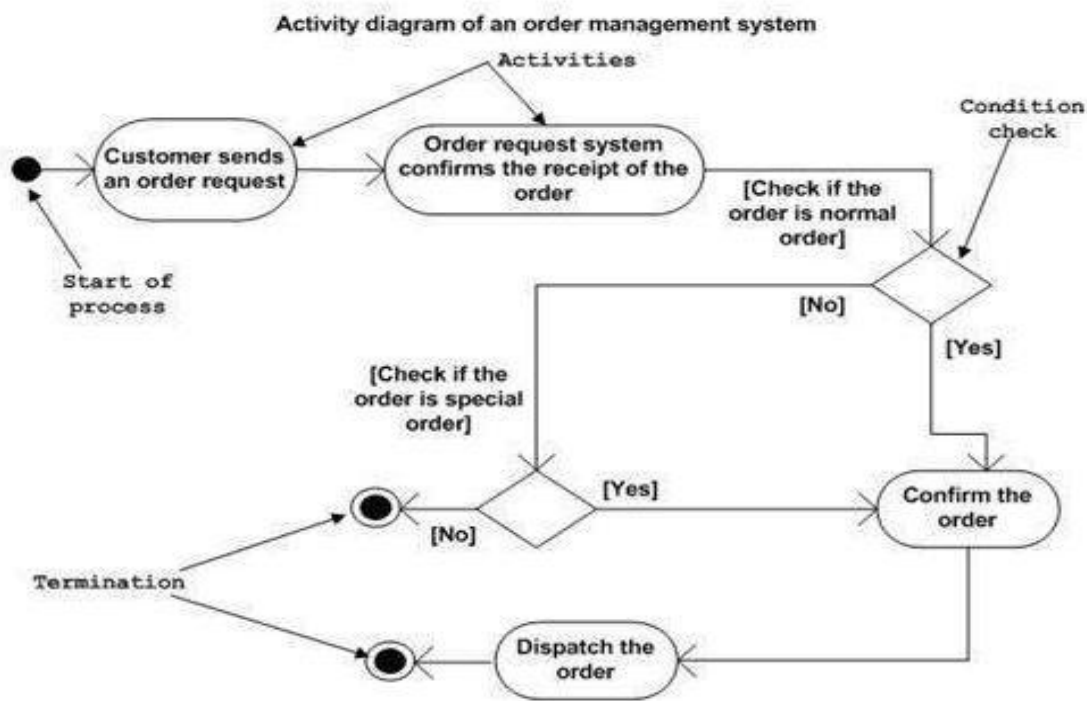 Activity diagram of an order management system
Activities
Condition
check
Customer sends
an order request
Order request system
confirms the receipt of the
order
[Check if the
order is normal
order]
Start of
process
[No]
[Yes]
[Check if the
order is special
order]
[Yes]
[No]
Confirm the
order
Termination
Dispatch the
order